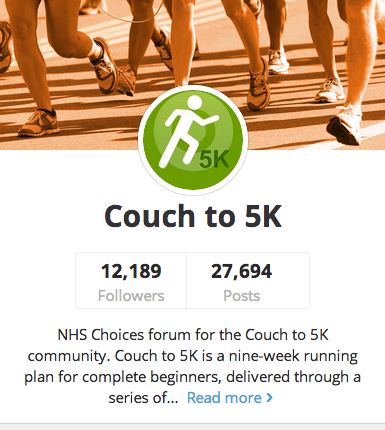 5K
Couch to 5K
12,189 27,694
Followers Posts
NHS Choices forum for the Couch to 5K
community. Couch to 5K is a nine-week running
plan for complete beginners, delivered through a
series of... Read more >